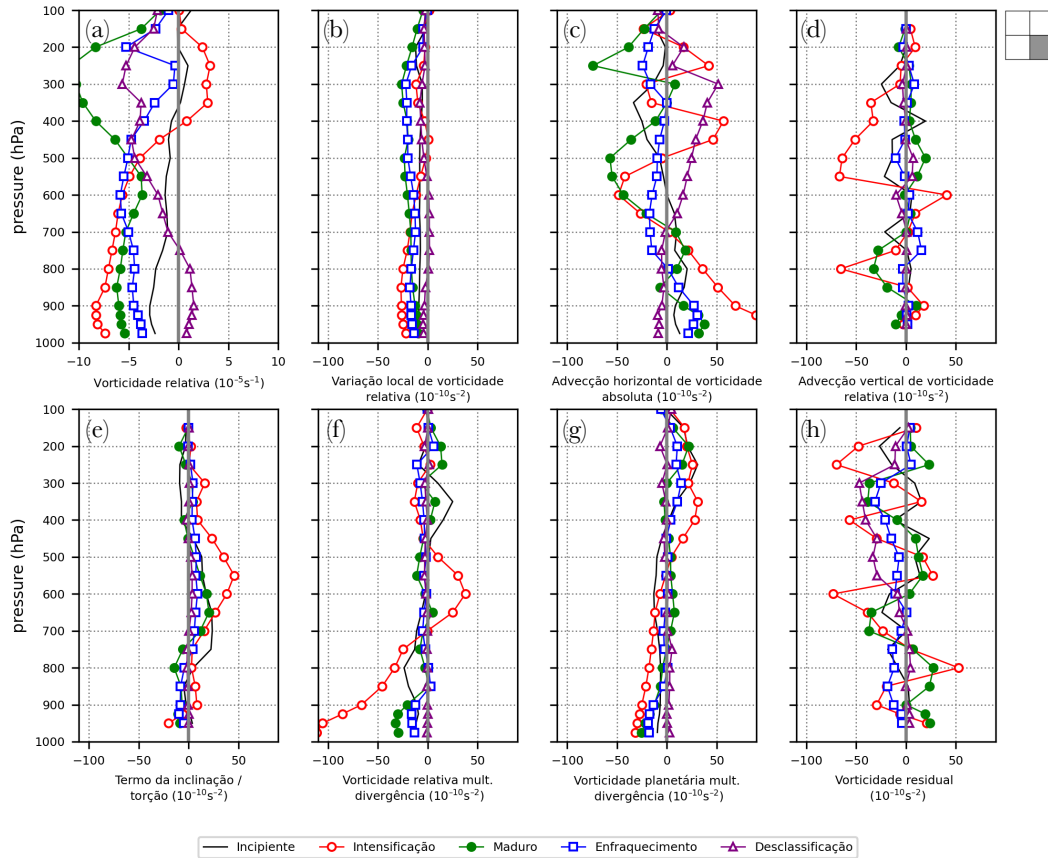 (a)
(b)
(c)
(d)
pressure (hPa)
100
200
300
400
500
600
700
800
900
1000
−10 −5 0 5 10
Vorticidade relativa (10⁻⁵s⁻¹)
−100 −50 0 50
Variação local de vorticidade
relativa (10⁻¹⁰s⁻²)
−100 −50 0 50
Advecção horizontal de vorticidade
absoluta (10⁻¹⁰s⁻²)
−100 −50 0 50
Advecção vertical de vorticidade
relativa (10⁻¹⁰s⁻²)
(e)
(f)
(g)
(h)
pressure (hPa)
100
200
300
400
500
600
700
800
900
1000
−100 −50 0 50
Termo da inclinação /
torção (10⁻¹⁰s⁻²)
−100 −50 0 50
Vorticidade relativa mult.
divergência (10⁻¹⁰s⁻²)
−100 −50 0 50
Vorticidade planetária mult.
divergência (10⁻¹⁰s⁻²)
−100 −50 0 50
Vorticidade residual
(10⁻¹⁰s⁻²)
Incipiente Intensificação Maduro Enfraquecimento Desclassificação